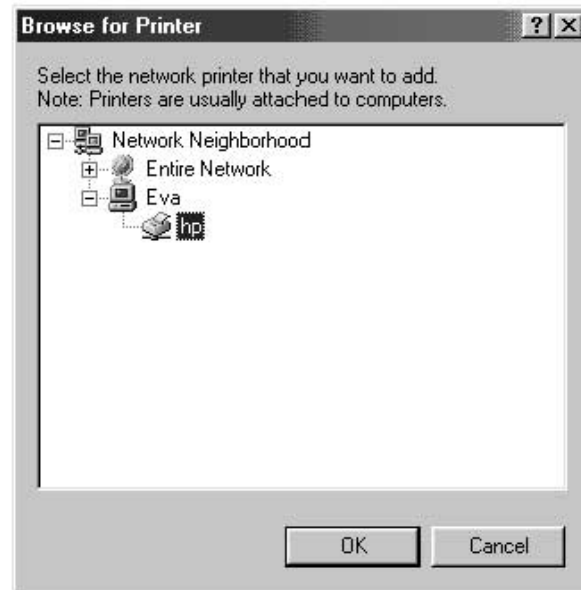 Browse for Printer
Select the network printer that you want to add.
Note: Printers are usually attached to computers.
Network Neighborhood
Entire Network
Eva
hp
OK Cancel